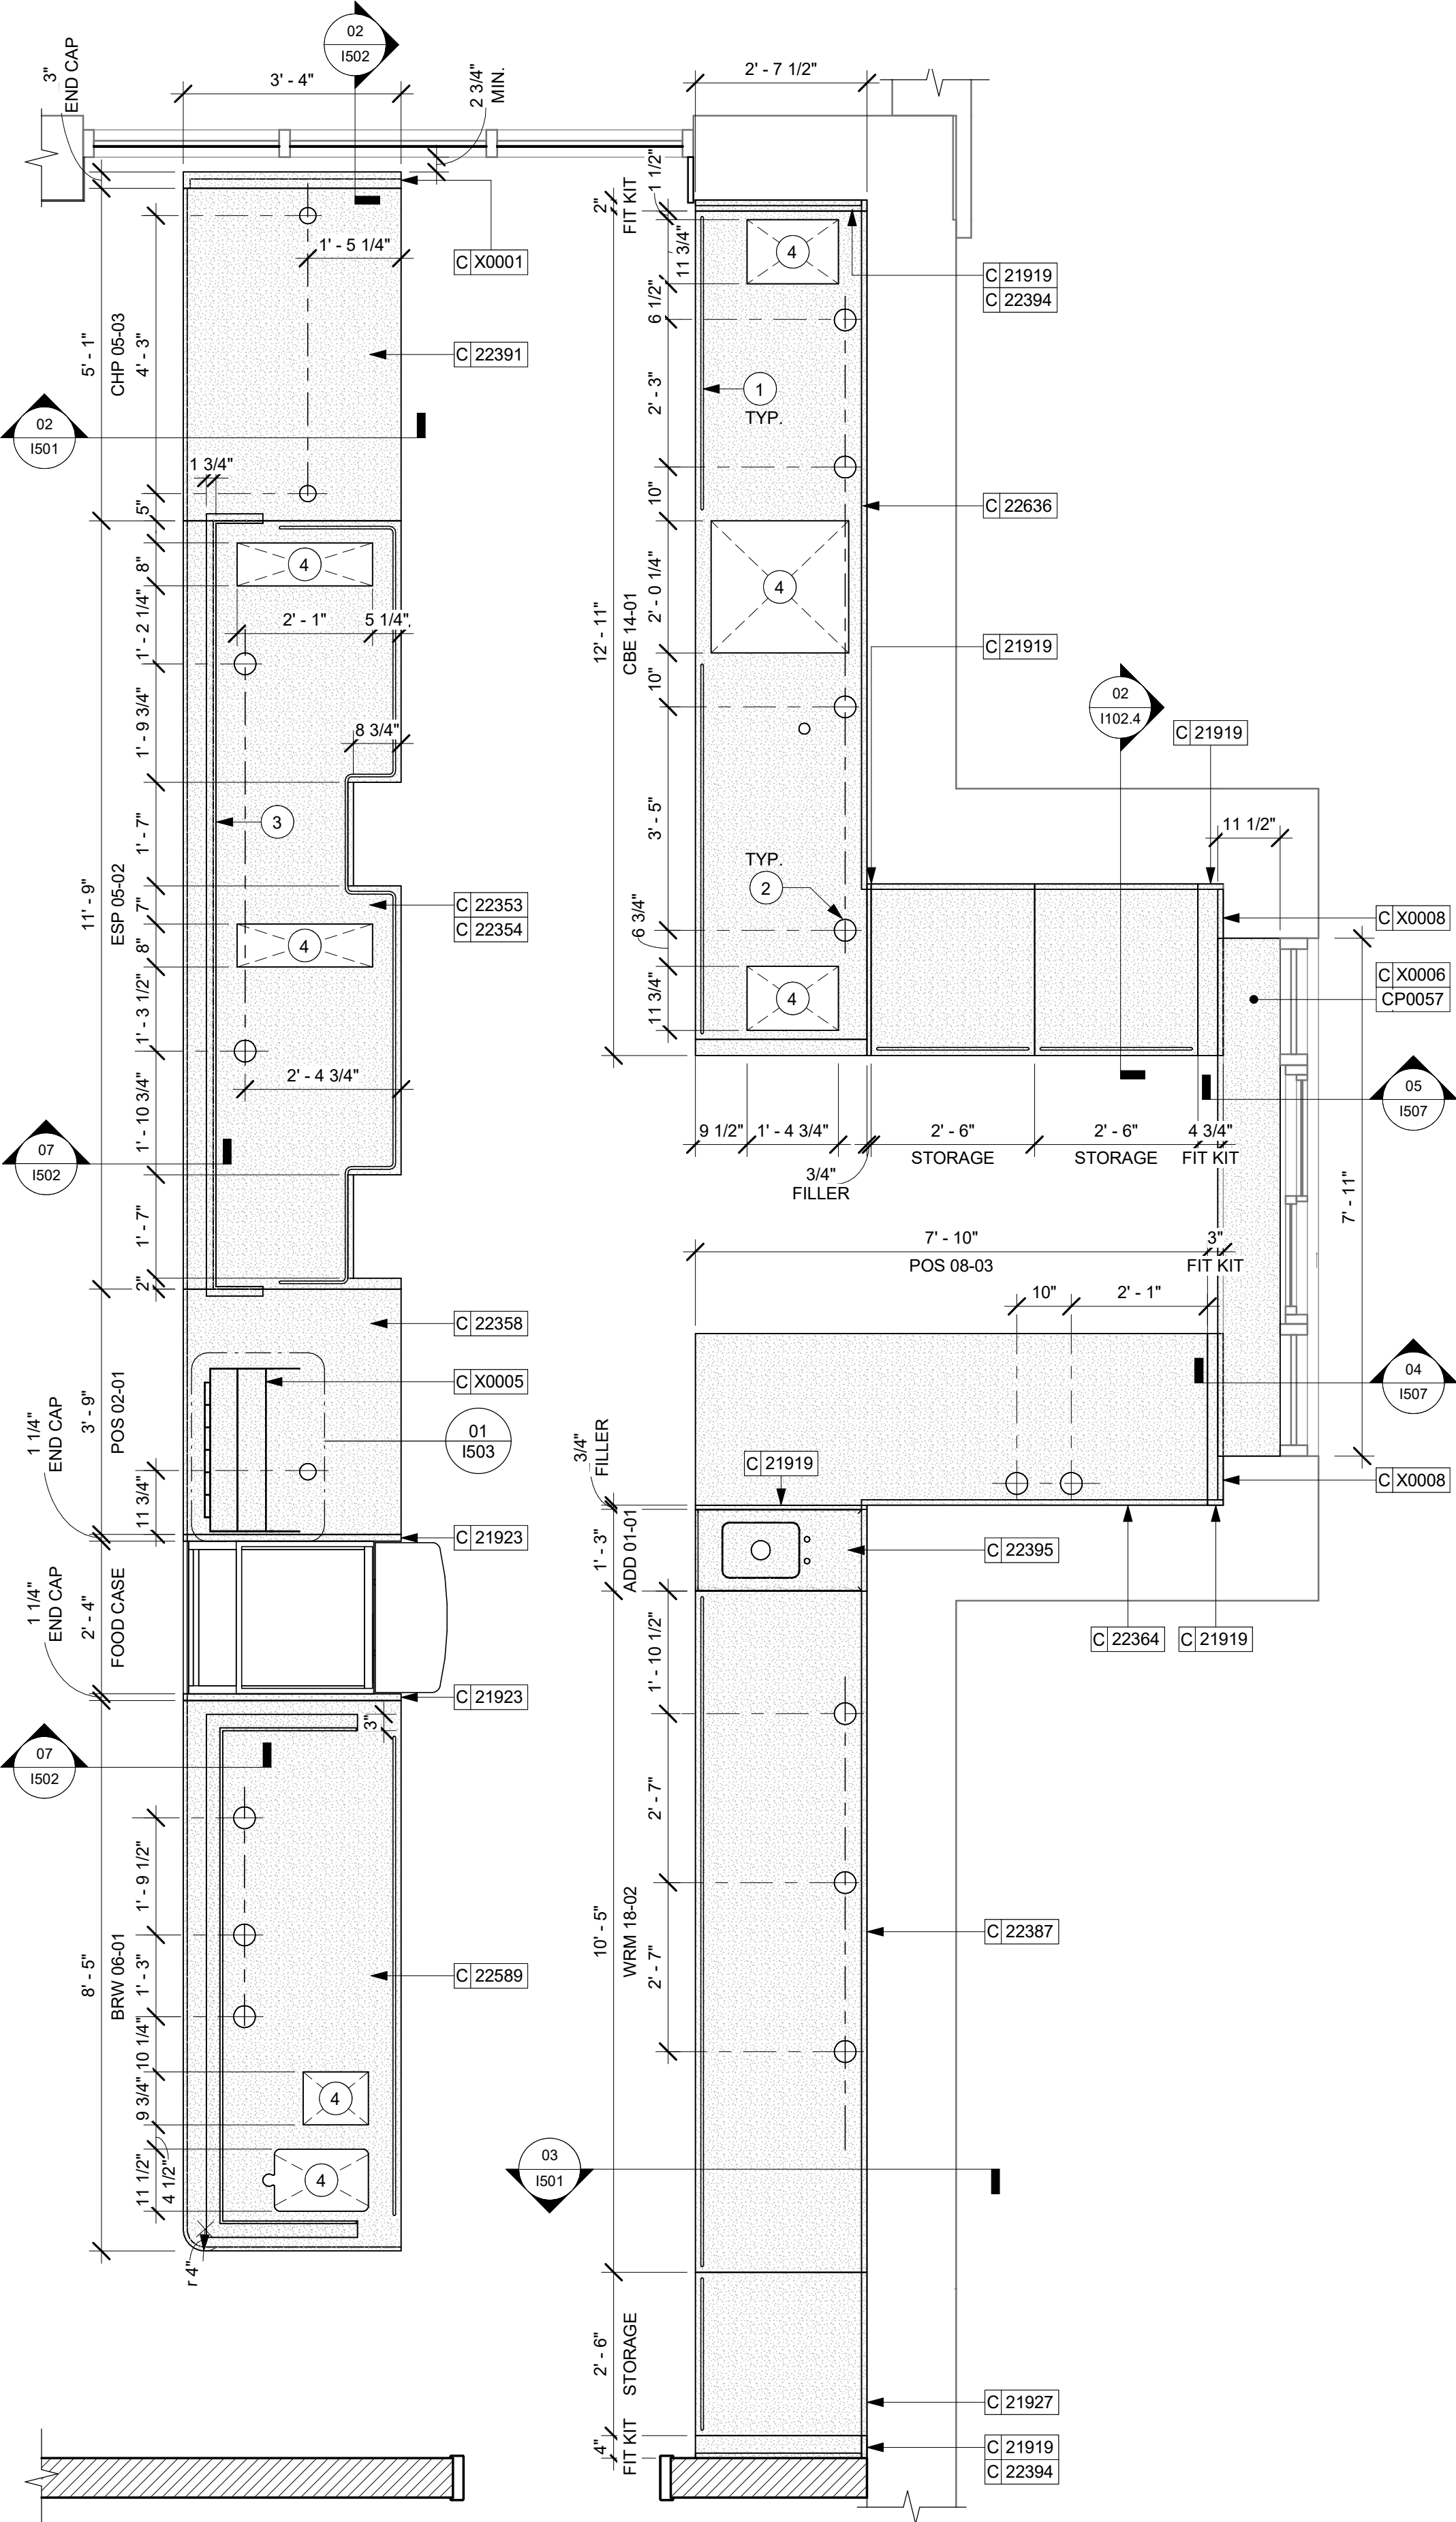 02
I502
3"
END CAP
3' - 4"
2 3/4"
MIN.
2' - 7 1/2"
1 1/2"
2"
FIT KIT
11 3/4"
4
1' - 5 1/4"
C X0001
C 21919
C 22394
6 1/2"
5' - 1"
CHP 05-03
4' - 3"
C 22391
2' - 3"
1
TYP.
02
I501
1 3/4"
5"
10"
C 22636
8"
4
4
2' - 0 1/4"
12' - 11"
CBE 14-01
1' - 2 1/4"
2' - 1"
5 1/4"
C 21919
10"
02
I102.4
1' - 9 3/4"
8 3/4"
C 21919
3
1' - 7"
3' - 5"
11 1/2"
TYP.
2
11' - 9"
ESP 05-02
7"
C 22353
C 22354
6 3/4"
C X0008
8"
4
11 3/4"
4
C X0006
CP0057
1' - 3 1/2"
2' - 4 3/4"
05
I507
1' - 10 3/4"
9 1/2"
1' - 4 3/4"
2' - 6"
STORAGE
2' - 6"
STORAGE
4 3/4"
FIT KIT
3/4"
FILLER
07
I502
7' - 11"
1' - 7"
7' - 10"
POS 08-03
3"
FIT KIT
2"
10"
2' - 1"
C 22358
C X0005
04
I507
1 1/4"
END CAP
3' - 9"
POS 02-01
01
I503
3/4"
FILLER
C 21919
C X0008
11 3/4"
C 21923
1' - 3"
ADD 01-01
C 22395
1 1/4"
END CAP
2' - 4"
FOOD CASE
C 22364
C 21919
1' - 10 1/2"
C 21923
3"
07
I502
2' - 7"
1' - 9 1/2"
10' - 5"
WRM 18-02
C 22387
8' - 5"
BRW 06-01
1' - 3"
C 22589
2' - 7"
10 1/4"
9 3/4"
4
4 1/2"
11 1/2"
4
03
I501
r 4"
2' - 6"
STORAGE
C 21927
4"
FIT KIT
C 21919
C 22394